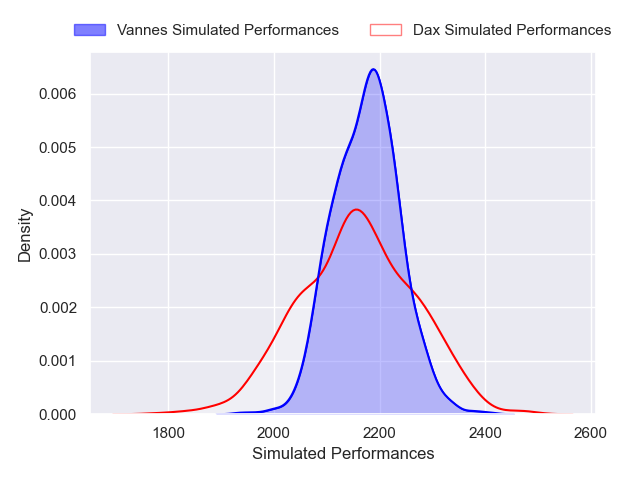 Vannes Simulated Performances Dax Simulated Performances
0.006
0.005
0.004
0.003
0.002
0.001
0.000
Density
1800 2000 2200 2400 2600
Simulated Performances